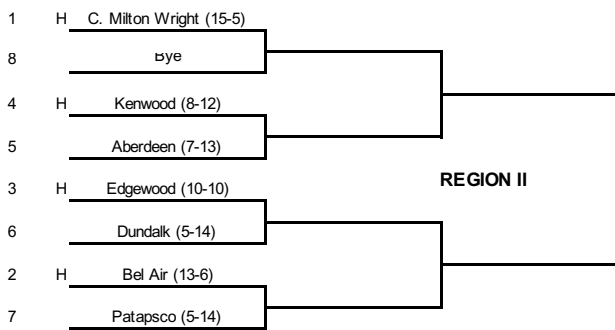 1 H C. Milton Wright (15-5)
8 Bye
4 H Kenwood (8-12)
5 Aberdeen (7-13)
REGION II
3 H Edgewood (10-10)
6 Dundalk (5-14)
2 H Bel Air (13-6)
7 Patapsco (5-14)